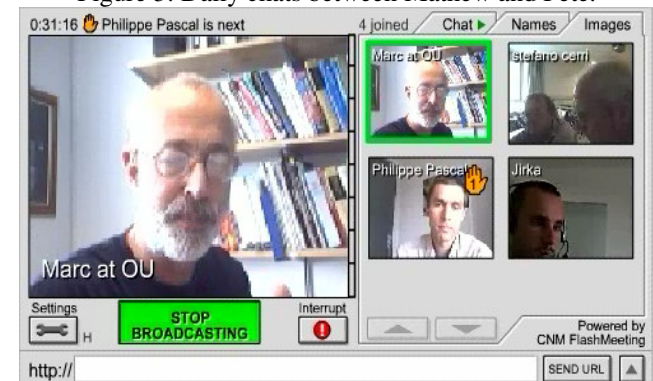 Figure 3. Daily chats between Mathew and Pete.
0:31:16 Philippe Pascal is next
4 joined
Chat
Names
Images
Marc at OU
Marc at OU
stefano cerri
Philippe Pascal
1
Jirka
Settings
H
STOP
BROADCASTING
Interrupt
Powered by
CNM FlashMeeting
http://
SEND URL